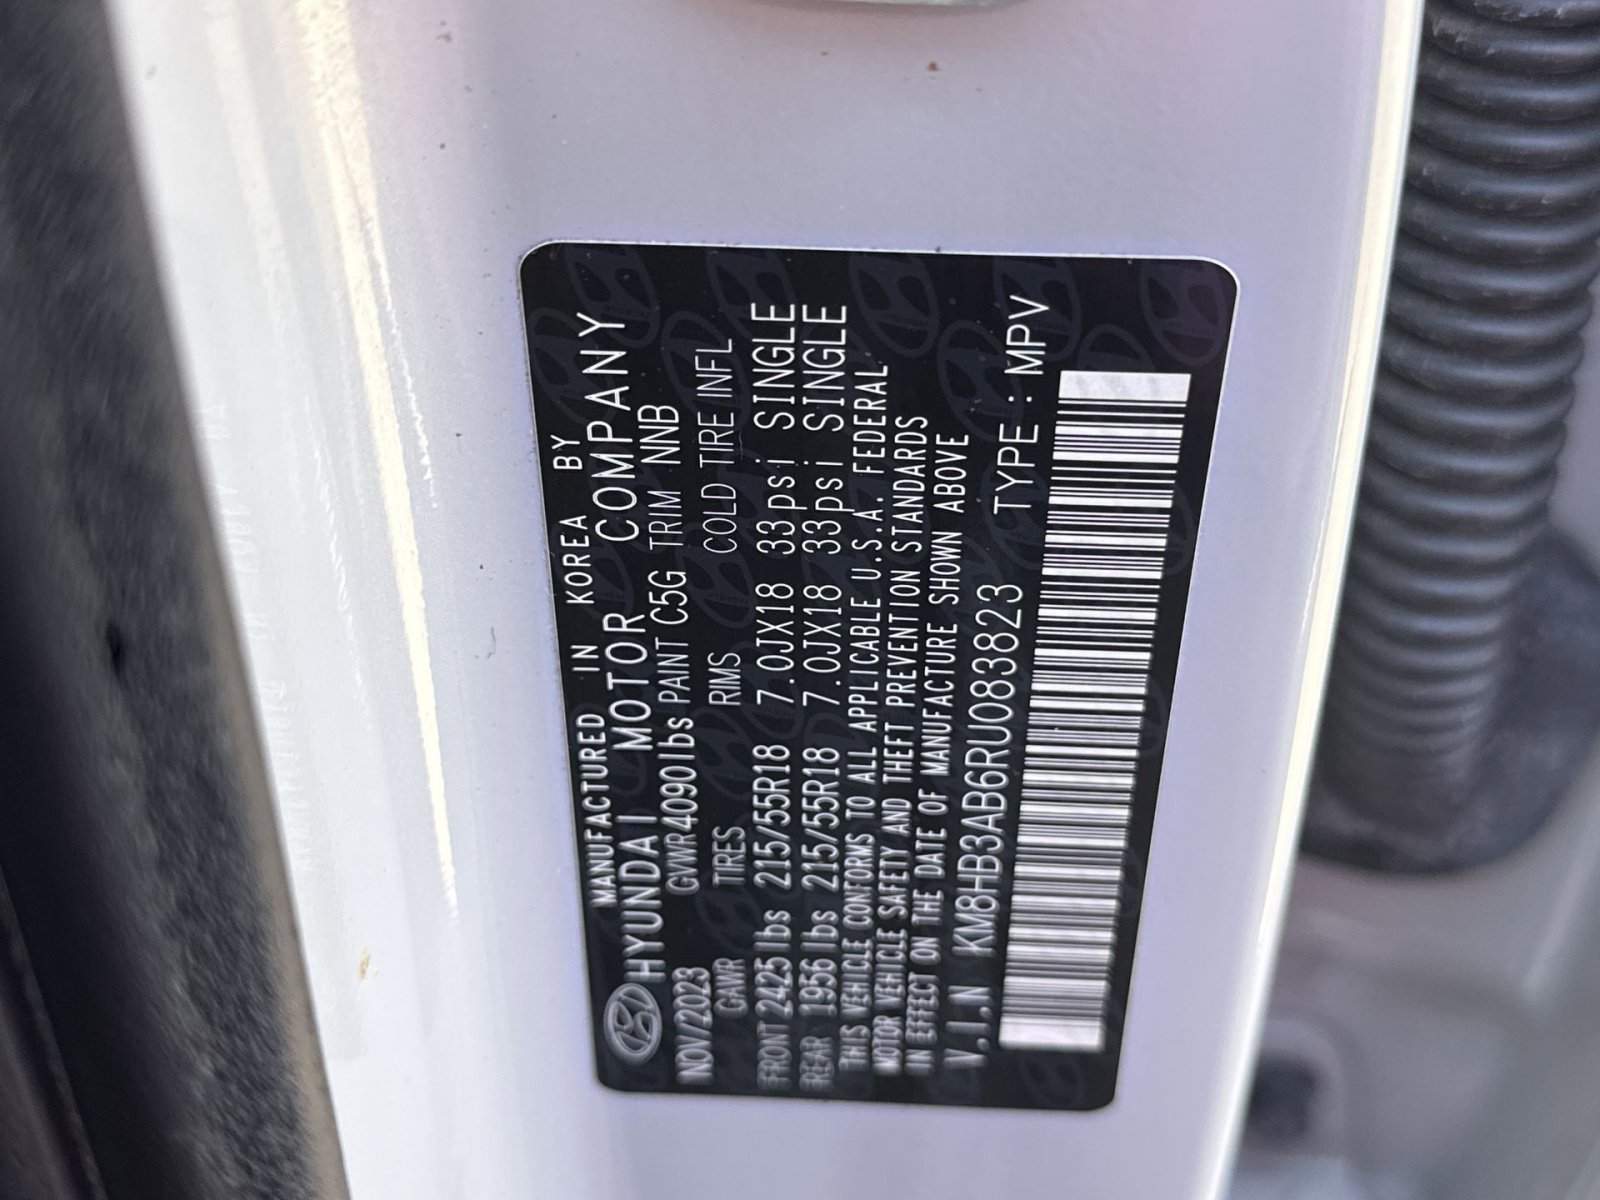 MANUFACTURED IN KOREA BY
HYUNDAI MOTOR COMPANY
NOV/2023 GVWR 4090lbs PAINT C5G TRIM NNB
GAWR TIRES RIMS COLD TIRE INFL
FRONT 2425lbs 215/55R18 7.0JX18 33psi SINGLE
REAR 1956lbs 215/55R18 7.0JX18 33psi SINGLE
THIS VEHICLE CONFORMS TO ALL APPLICABLE U.S.A. FEDERAL
MOTOR VEHICLE SAFETY AND THEFT PREVENTION STANDARDS
IN EFFECT ON THE DATE OF MANUFACTURE SHOWN ABOVE
V.I.N KM8HB3AB6RU083823 TYPE : MPV